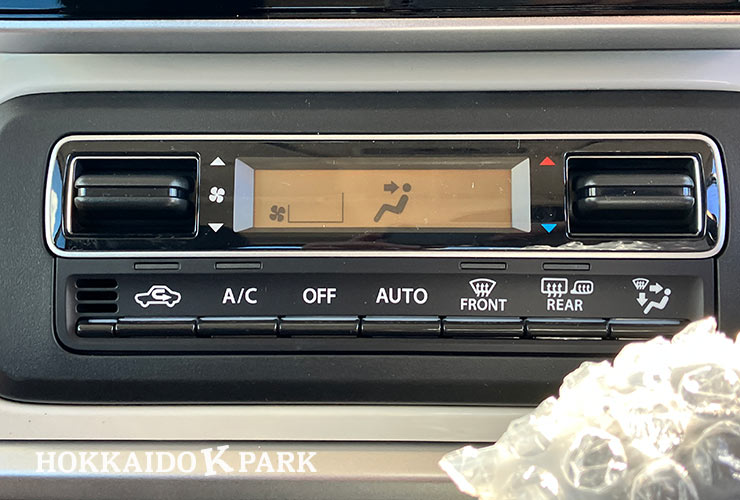 A/C
OFF
AUTO
FRONT
REAR
HOKKAIDO K PARK